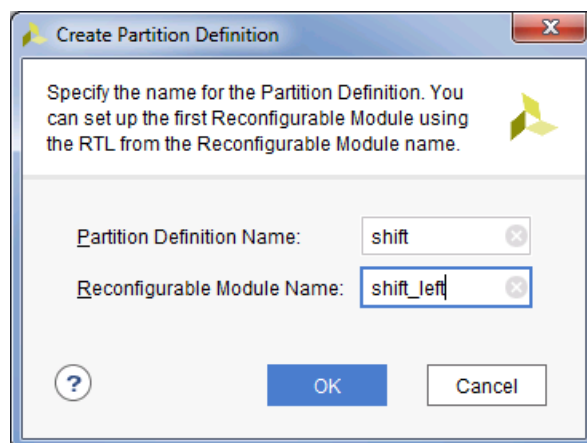 Create Partition Definition
X
Specify the name for the Partition Definition. You
can set up the first Reconfigurable Module using
the RTL from the Reconfigurable Module name.
Partition Definition Name: shift
Reconfigurable Module Name: shift_left
? OK Cancel